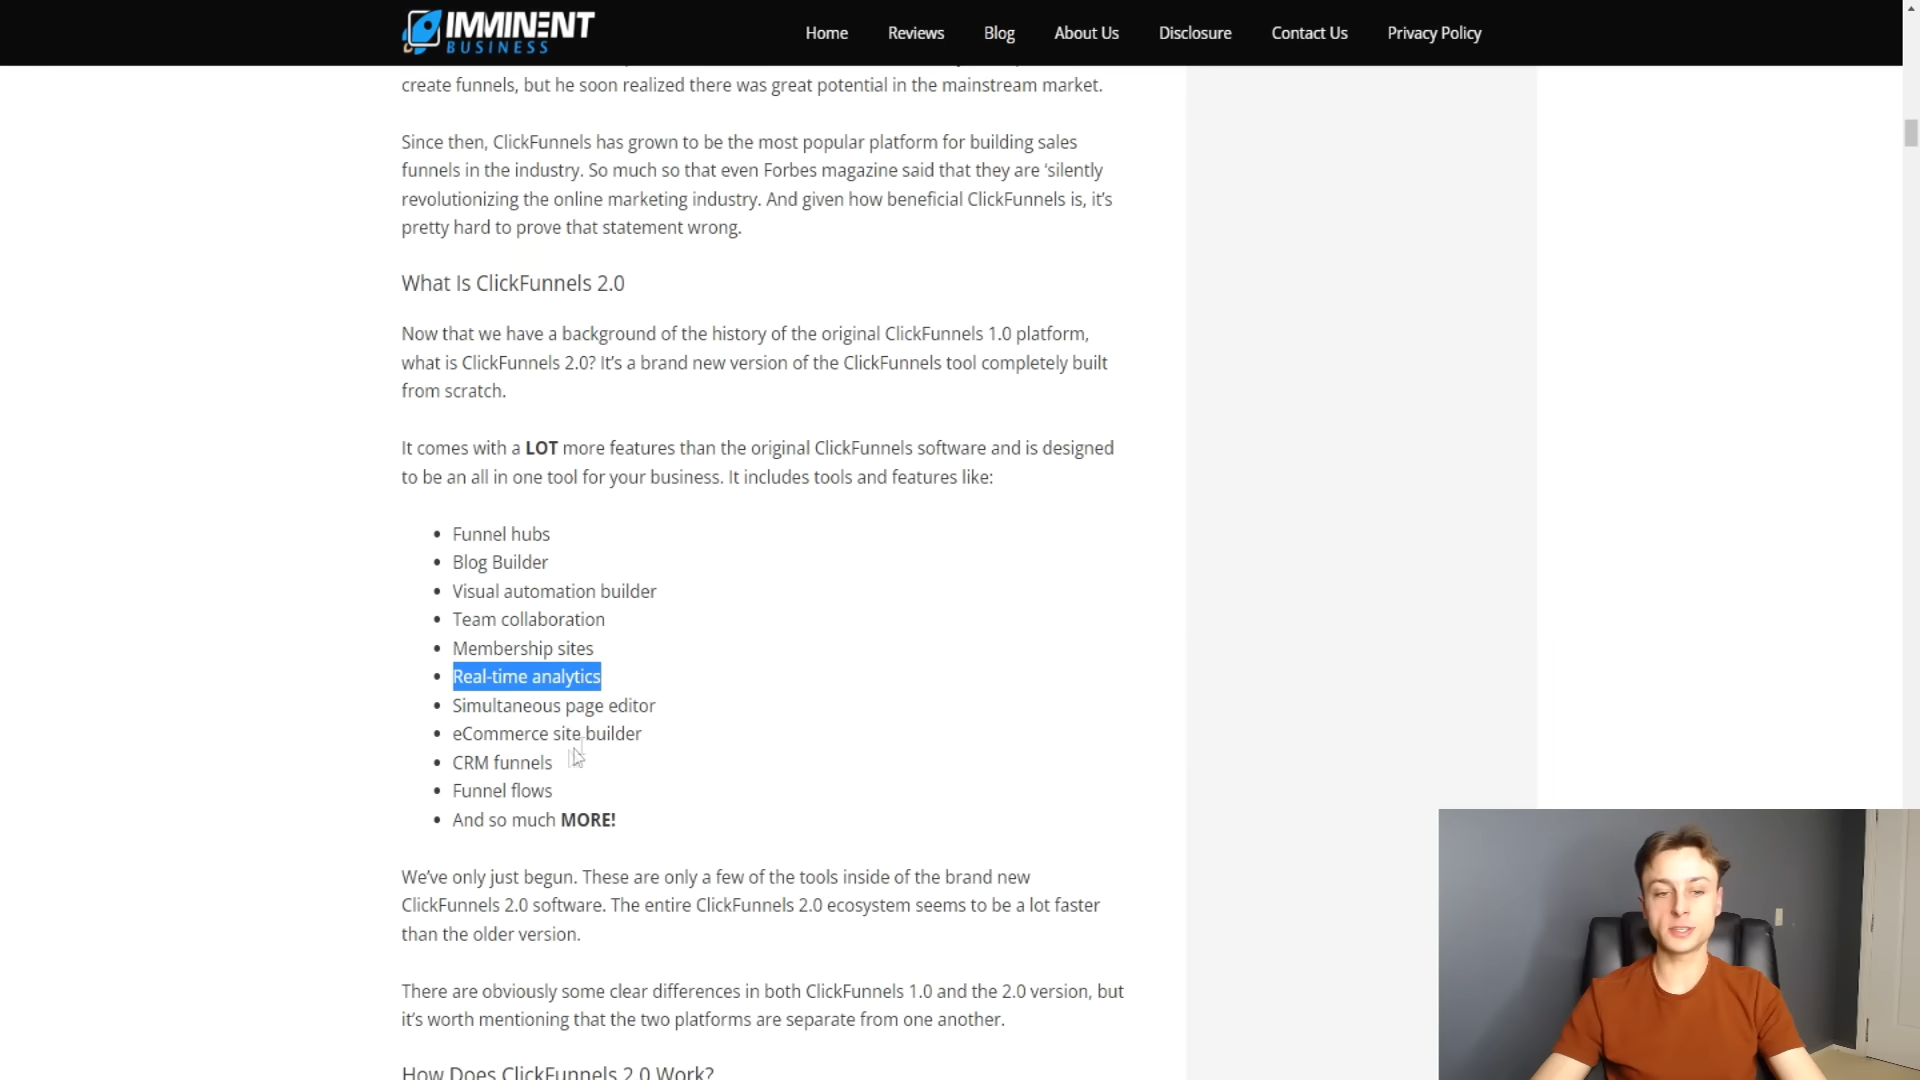 IMMINENT
BUSINESS
Home
Reviews
Blog
About Us
Disclosure
Contact Us
Privacy Policy
create funnels, but he soon realized there was great potential in the mainstream market.
Since then, ClickFunnels has grown to be the most popular platform for building sales
funnels in the industry. So much so that even Forbes magazine said that they are ‘silently
revolutionizing the online marketing industry. And given how beneficial ClickFunnels is, it’s
pretty hard to prove that statement wrong.
What Is ClickFunnels 2.0
Now that we have a background of the history of the original ClickFunnels 1.0 platform,
what is ClickFunnels 2.0? It’s a brand new version of the ClickFunnels tool completely built
from scratch.
It comes with a LOT more features than the original ClickFunnels software and is designed
to be an all in one tool for your business. It includes tools and features like:
• Funnel hubs
• Blog Builder
• Visual automation builder
• Team collaboration
• Membership sites
• Real-time analytics
• Simultaneous page editor
• eCommerce site builder
• CRM funnels
• Funnel flows
• And so much MORE!
We’ve only just begun. These are only a few of the tools inside of the brand new
ClickFunnels 2.0 software. The entire ClickFunnels 2.0 ecosystem seems to be a lot faster
than the older version.
There are obviously some clear differences in both ClickFunnels 1.0 and the 2.0 version, but
it’s worth mentioning that the two platforms are separate from one another.
How Does ClickFunnels 2.0 Work?